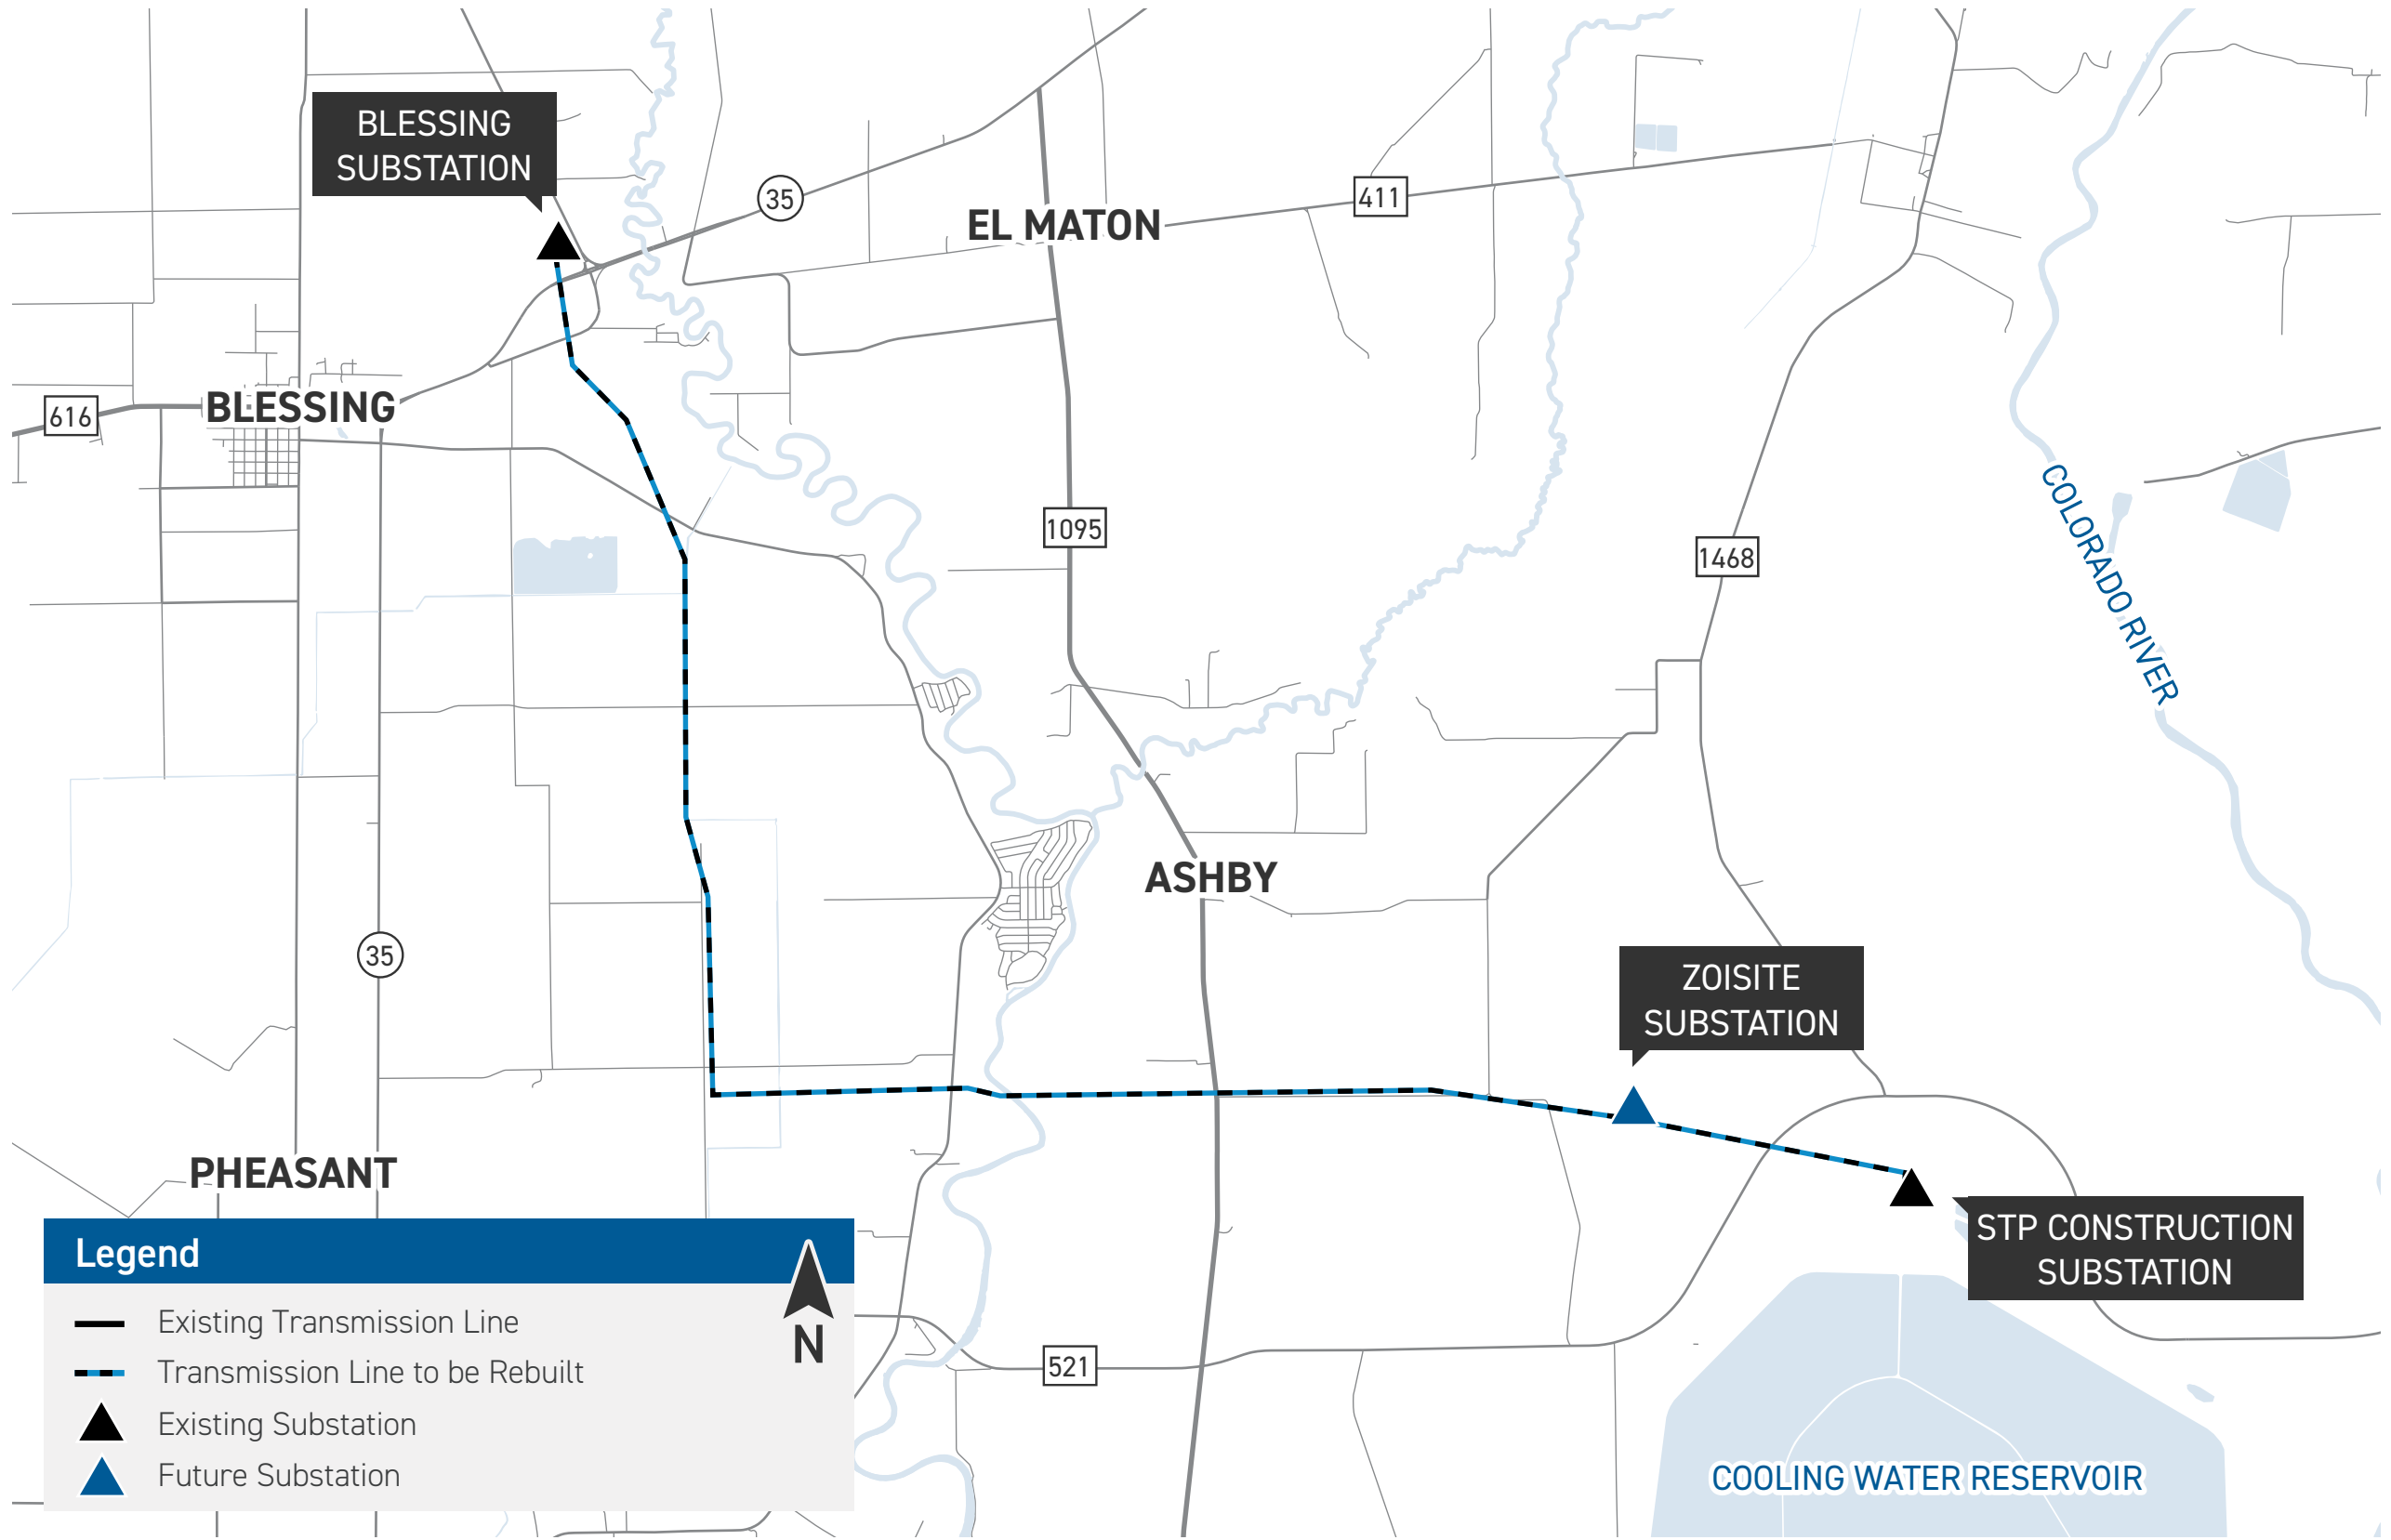 BLESSING
SUBSTATION
35
411
EL MATON
616
BLESSING
1095
1468
COLORADO RIVER
ASHBY
35
ZOISITE
SUBSTATION
PHEASANT
STP CONSTRUCTION
SUBSTATION
Legend
N
Existing Transmission Line
Transmission Line to be Rebuilt
Existing Substation
Future Substation
521
COOLING WATER RESERVOIR